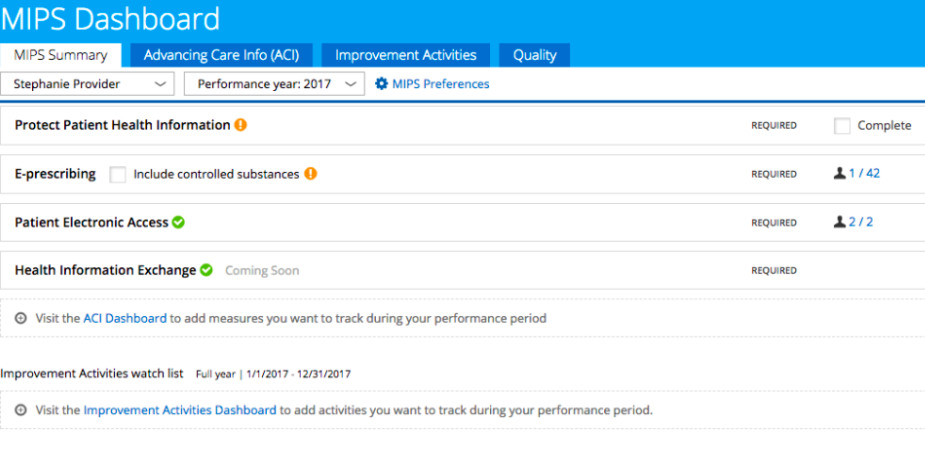 MIPS Dashboard
MIPS Summary Advancing Care Info (ACI) Improvement Activities Quality
Stephanie Provider Performance year: 2017 MIPS Preferences
Protect Patient Health Information REQUIRED Complete
E-prescribing Include controlled substances REQUIRED 1 / 42
Patient Electronic Access REQUIRED 2 / 2
Health Information Exchange Coming Soon REQUIRED
Visit the ACI Dashboard to add measures you want to track during your performance period
Improvement Activities watch list Full year | 1/1/2017 - 12/31/2017
Visit the Improvement Activities Dashboard to add activities you want to track during your performance period.